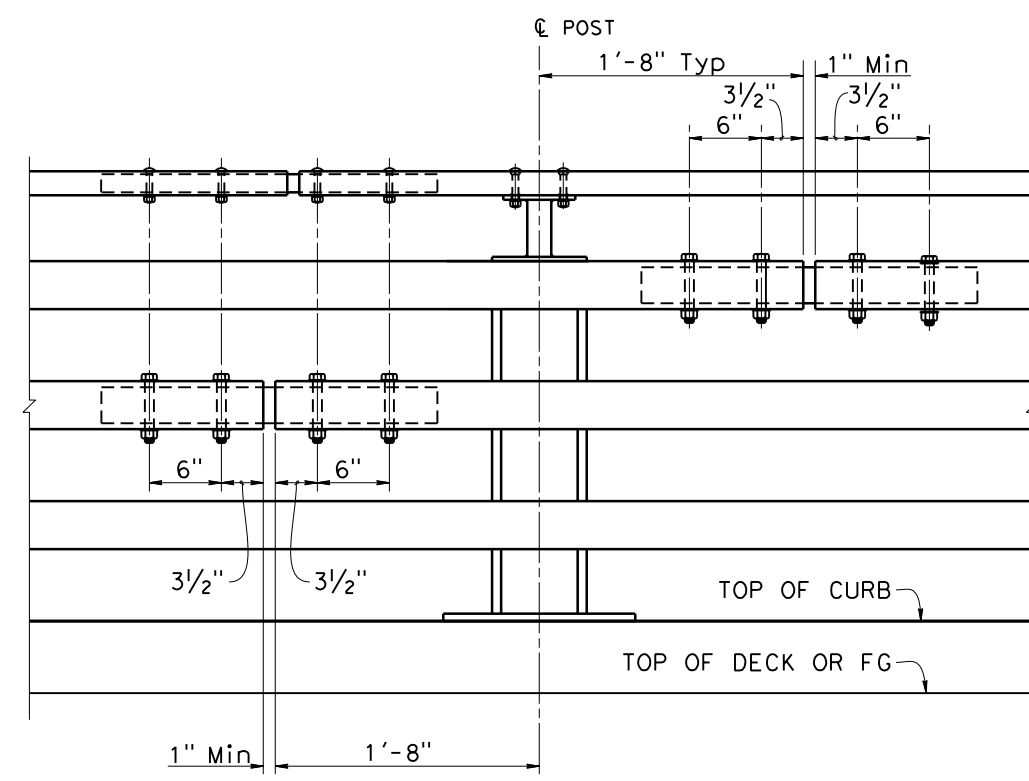 ℄ POST
1'-8" Typ
1" Min
3½"
3½"
6"
6"
6"
6"
3½"
3½"
TOP OF CURB
TOP OF DECK OR FG
1" Min
1'-8"